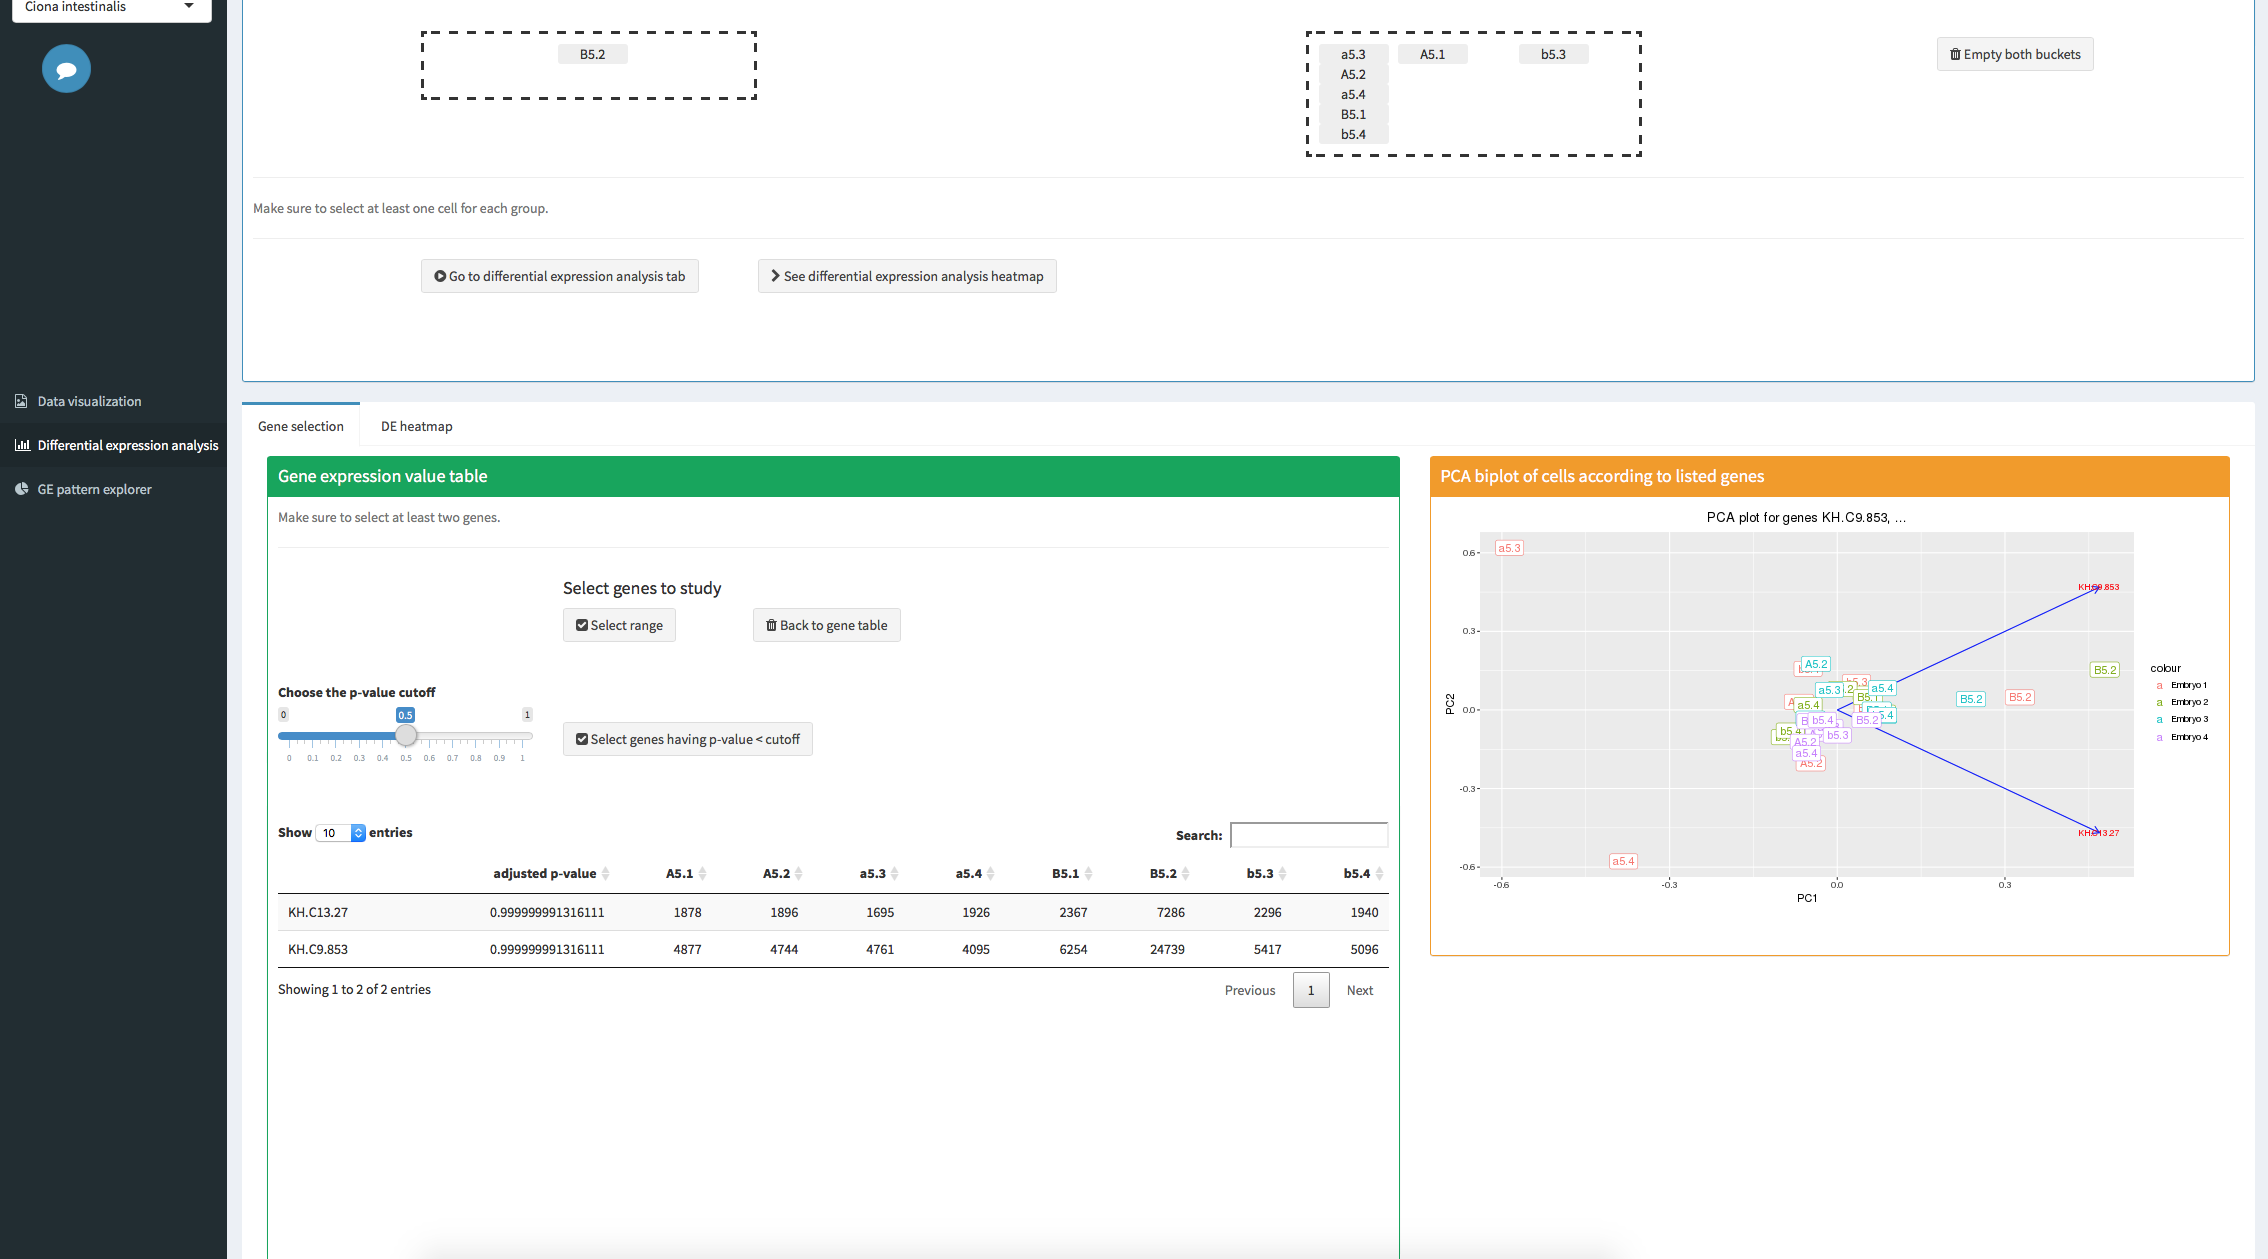 Ciona intestinalis
B5.2
a5.3 A5.1 b5.3
A5.2
a5.4
B5.1
b5.4
Empty both buckets
Make sure to select at least one cell for each group.
Go to differential expression analysis tab
See differential expression analysis heatmap
Data visualization
Differential expression analysis
GE pattern explorer
Gene selection DE heatmap
Gene expression value table
Make sure to select at least two genes.
Select genes to study
Select range Back to gene table
Choose the p-value cutoff
0 0.5 1
0 0.1 0.2 0.3 0.4 0.5 0.6 0.7 0.8 0.9 1
Select genes having p-value < cutoff
Show 10 entries
Search:
adjusted p-value A5.1 A5.2 a5.3 a5.4 B5.1 B5.2 b5.3 b5.4
KH.C13.27 0.999999991316111 1878 1896 1695 1926 2367 7286 2296 1940
KH.C9.853 0.999999991316111 4877 4744 4761 4095 6254 24739 5417 5096
Showing 1 to 2 of 2 entries
Previous 1 Next
PCA biplot of cells according to listed genes
PCA plot for genes KH.C9.853, ...
0.6
0.3
0.0
-0.3
-0.6
PC2
a5.3
KH.C9.853
A5.2
B5.2
b5.3
a5.3
a5.4
B5.2
B5.2
a5.4
B5.1
b5.4
B5.2
b5.4
b5.3
A5.2
a5.4
A5.2
KH.C13.27
a5.4
-0.6 -0.3 0.0 0.3
PC1
colour
a Embryo 1
a Embryo 2
a Embryo 3
a Embryo 4